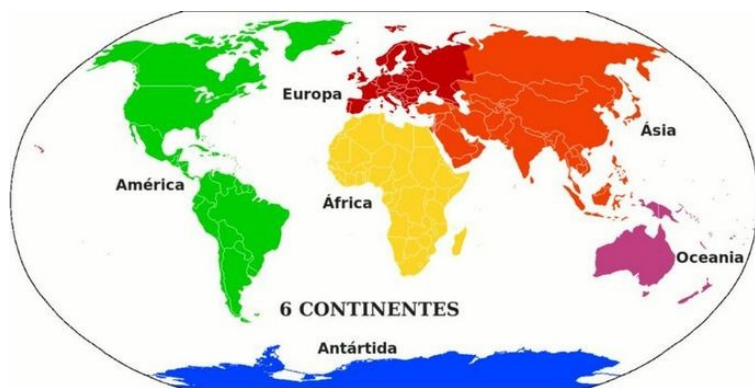 Europa
Ásia
América
África
Oceania
6 CONTINENTES
Antártida